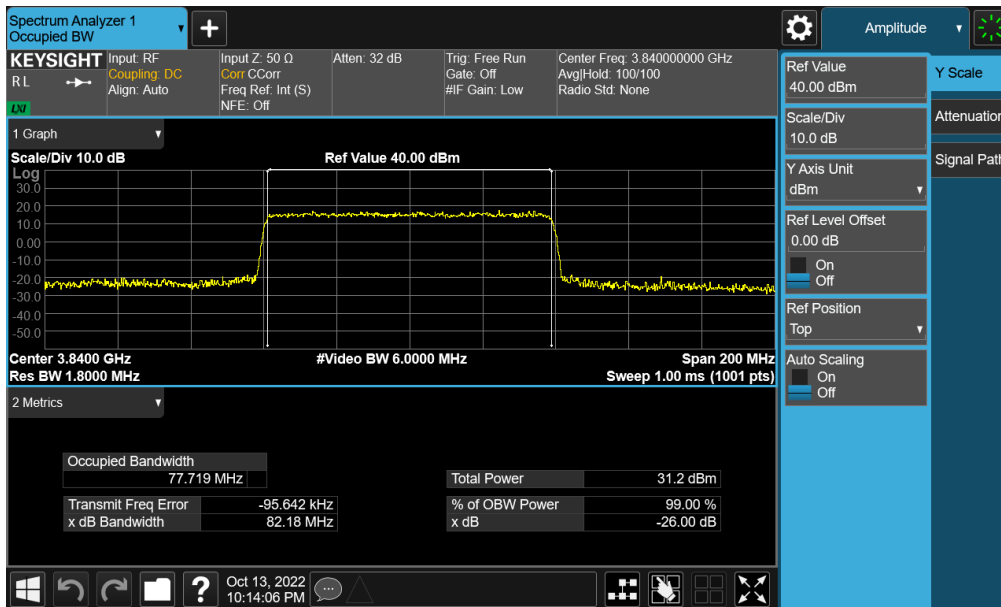 Spectrum Analyzer 1
Occupied BW
Amplitude
KEYSIGHT
R L
LXI
Input: RF
Coupling: DC
Align: Auto
Input Z: 50 Ω
Corr CCorr
Freq Ref: Int (S)
NFE: Off
Atten: 32 dB
Trig: Free Run
Gate: Off
#IF Gain: Low
Center Freq: 3.840000000 GHz
Avg|Hold: 100/100
Radio Std: None
1 Graph
Scale/Div 10.0 dB
Ref Value 40.00 dBm
Log
30.0
20.0
10.0
0.00
-10.0
-20.0
-30.0
-40.0
-50.0
Center 3.8400 GHz
#Video BW 6.0000 MHz
Span 200 MHz
Res BW 1.8000 MHz
Sweep 1.00 ms (1001 pts)
2 Metrics
Occupied Bandwidth
77.719 MHz
Total Power 31.2 dBm
Transmit Freq Error -95.642 kHz
% of OBW Power 99.00 %
x dB Bandwidth 82.18 MHz
x dB -26.00 dB
Ref Value
40.00 dBm
Scale/Div
10.0 dB
Y Axis Unit
dBm
Ref Level Offset
0.00 dB
On
Off
Ref Position
Top
Auto Scaling
On
Off
Y Scale
Attenuation
Signal Path
?
Oct 13, 2022
10:14:06 PM